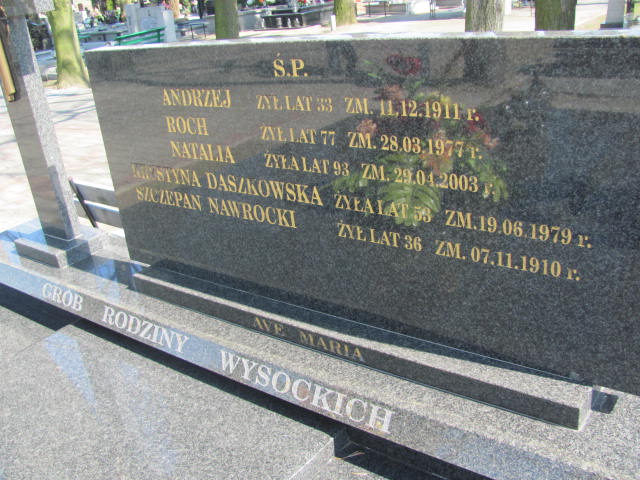 Ś.P.
ANDRZEJ ŻYŁ LAT 33 ZM. 11.12.1911 r.
ROCH ŻYŁ LAT 77 ZM. 28.03.1977 r.
NATALIA ŻYŁA LAT 93 ZM. 29.04.2003 r.
KRYSTYNA DASZKOWSKA ŻYŁA LAT 53 ZM. 19.06.1979 r.
SZCZEPAN NAWROCKI ŻYŁ LAT 36 ZM. 07.11.1910 r.
AVE MARIA
GRÓB RODZINY WYSOCKICH